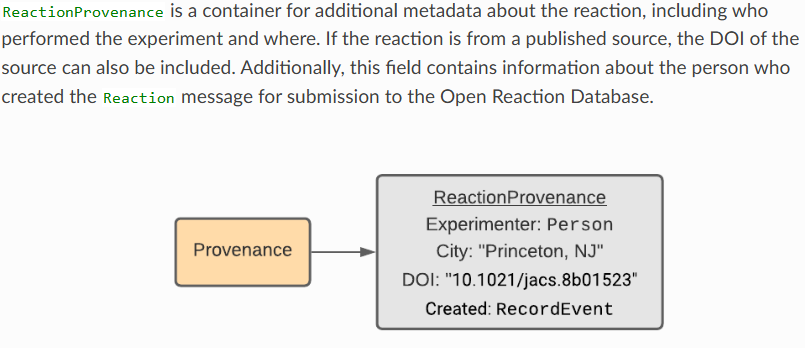 ReactionProvenance is a container for additional metadata about the reaction, including who
performed the experiment and where. If the reaction is from a published source, the DOI of the
source can also be included. Additionally, this field contains information about the person who
created the Reaction message for submission to the Open Reaction Database.
Provenance
ReactionProvenance
Experimenter: Person
City: "Princeton, NJ"
DOI: "10.1021/jacs.8b01523"
Created: RecordEvent